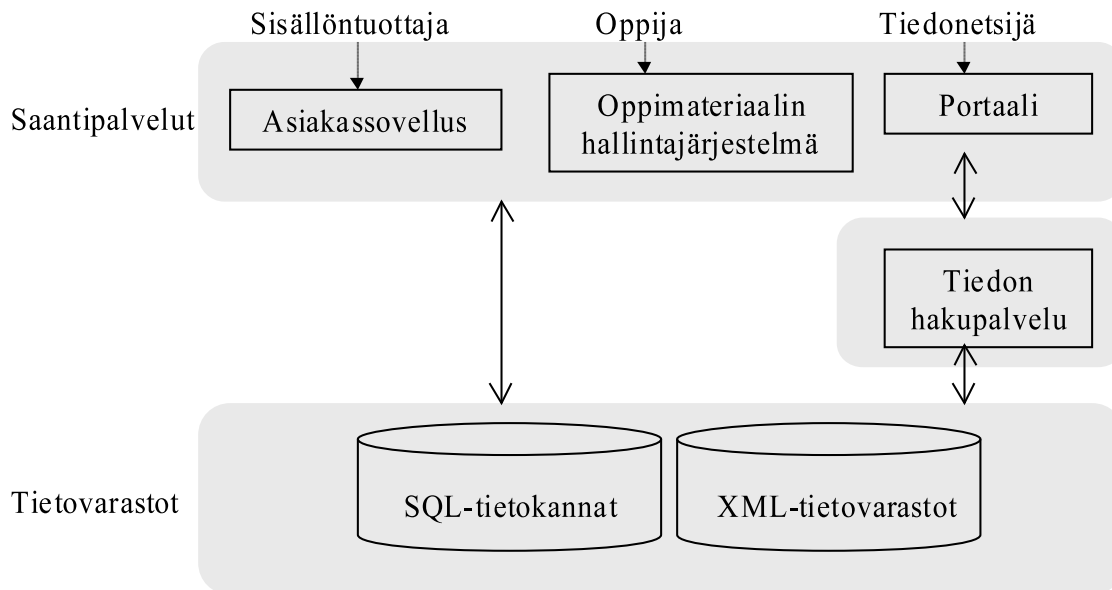 Sisällöntuottaja
Oppija
Tiedonetsijä
Saantipalvelut
Asiakassovellus
Oppimateriaalin
hallintajärjestelmä
Portaali
Tiedon
hakupalvelu
Tietovarastot
SQL-tietokannat
XML-tietovarastot